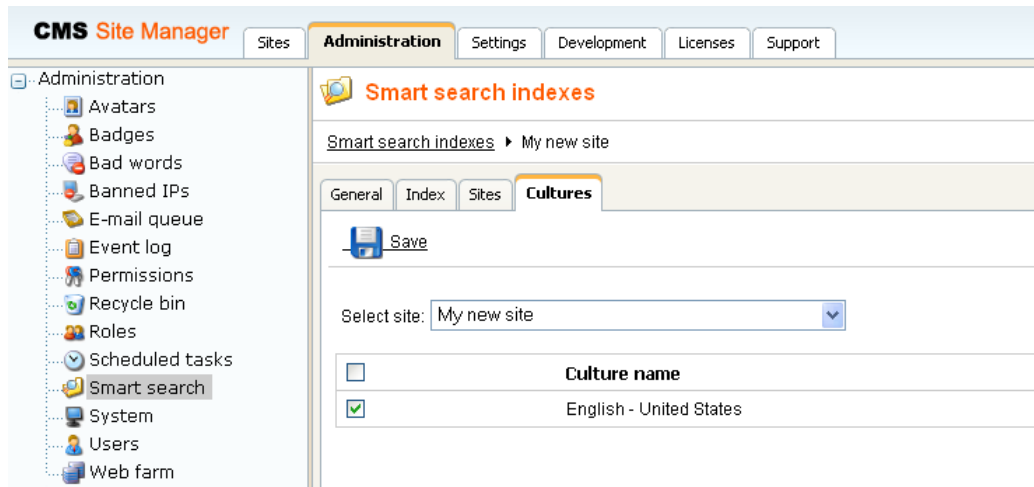 CMS Site Manager
Sites
Administration
Settings
Development
Licenses
Support
Administration
Avatars
Badges
Bad words
Banned IPs
E-mail queue
Event log
Permissions
Recycle bin
Roles
Scheduled tasks
Smart search
System
Users
Web farm
Smart search indexes
Smart search indexes ▸ My new site
General
Index
Sites
Cultures
Save
Select site: My new site
Culture name
English - United States